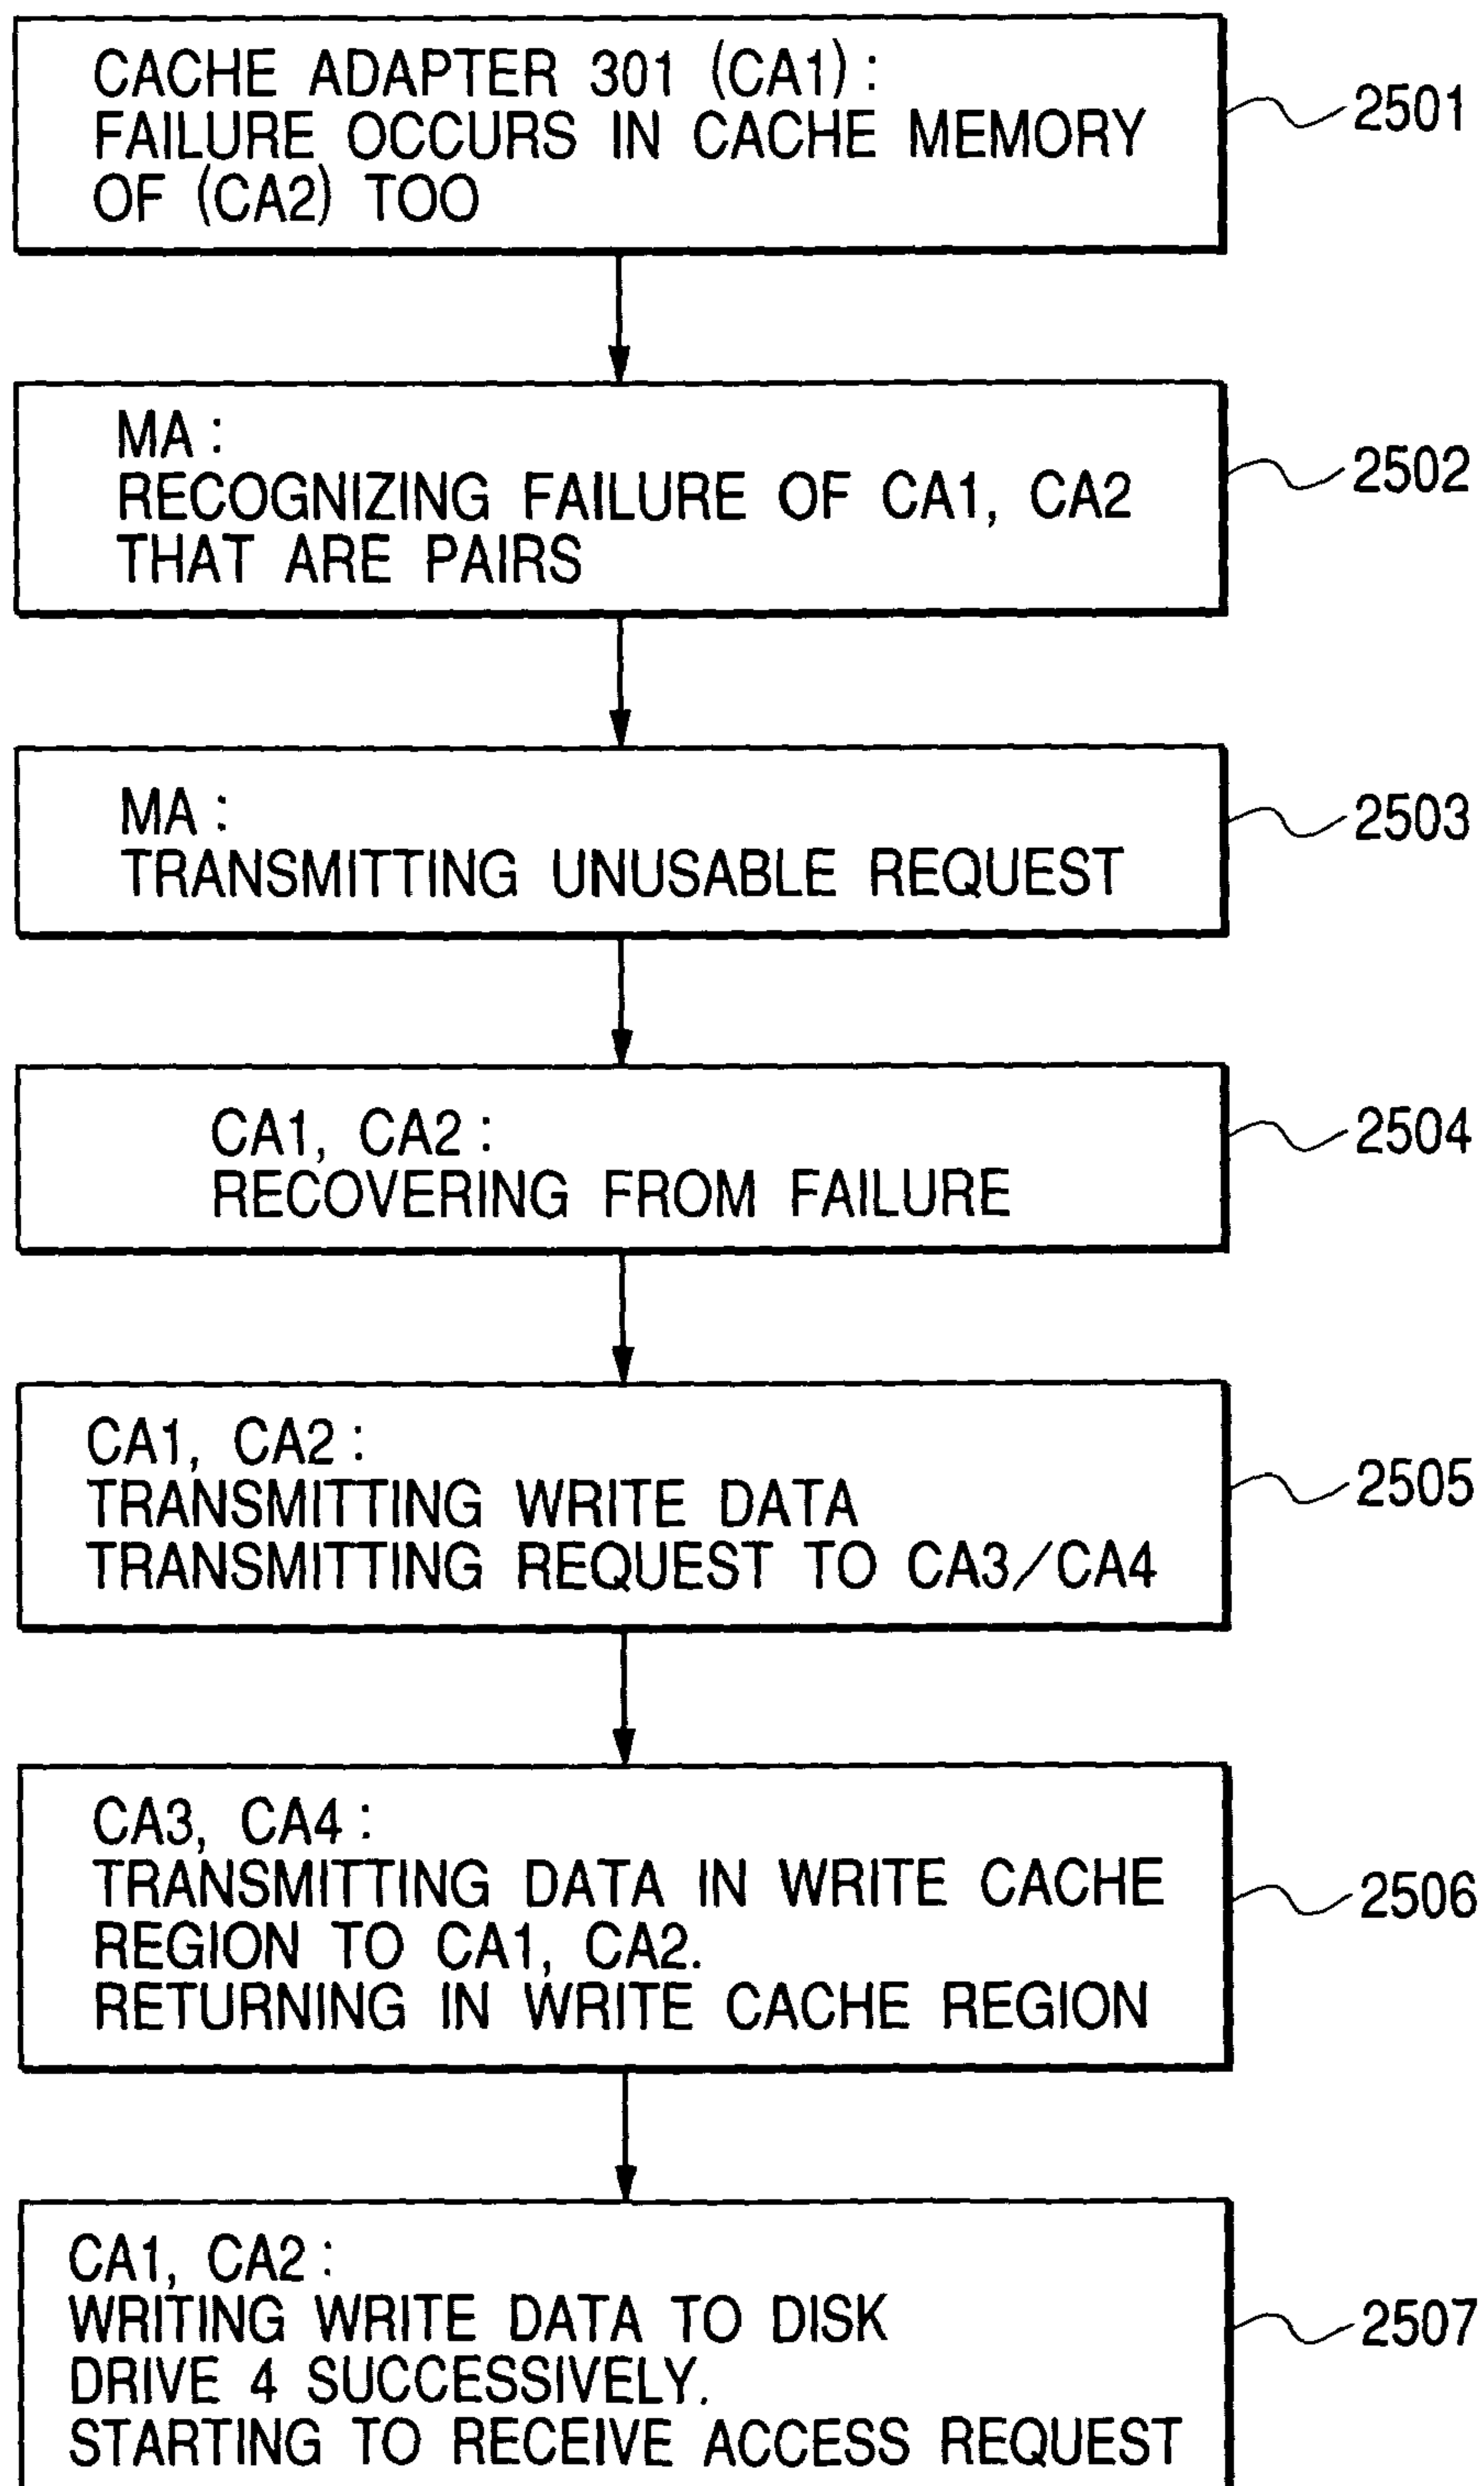 CACHE ADAPTER 301 (CA1) :
FAILURE OCCURS IN CACHE MEMORY
OF (CA2) TOO
2501
MA :
RECOGNIZING FAILURE OF CA1, CA2
THAT ARE PAIRS
2502
MA :
TRANSMITTING UNUSABLE REQUEST
2503
CA1, CA2 :
RECOVERING FROM FAILURE
2504
CA1, CA2 :
TRANSMITTING WRITE DATA
TRANSMITTING REQUEST TO CA3/CA4
2505
CA3, CA4 :
TRANSMITTING DATA IN WRITE CACHE
REGION TO CA1, CA2.
RETURNING IN WRITE CACHE REGION
2506
CA1, CA2 :
WRITING WRITE DATA TO DISK
DRIVE 4 SUCCESSIVELY.
STARTING TO RECEIVE ACCESS REQUEST
2507